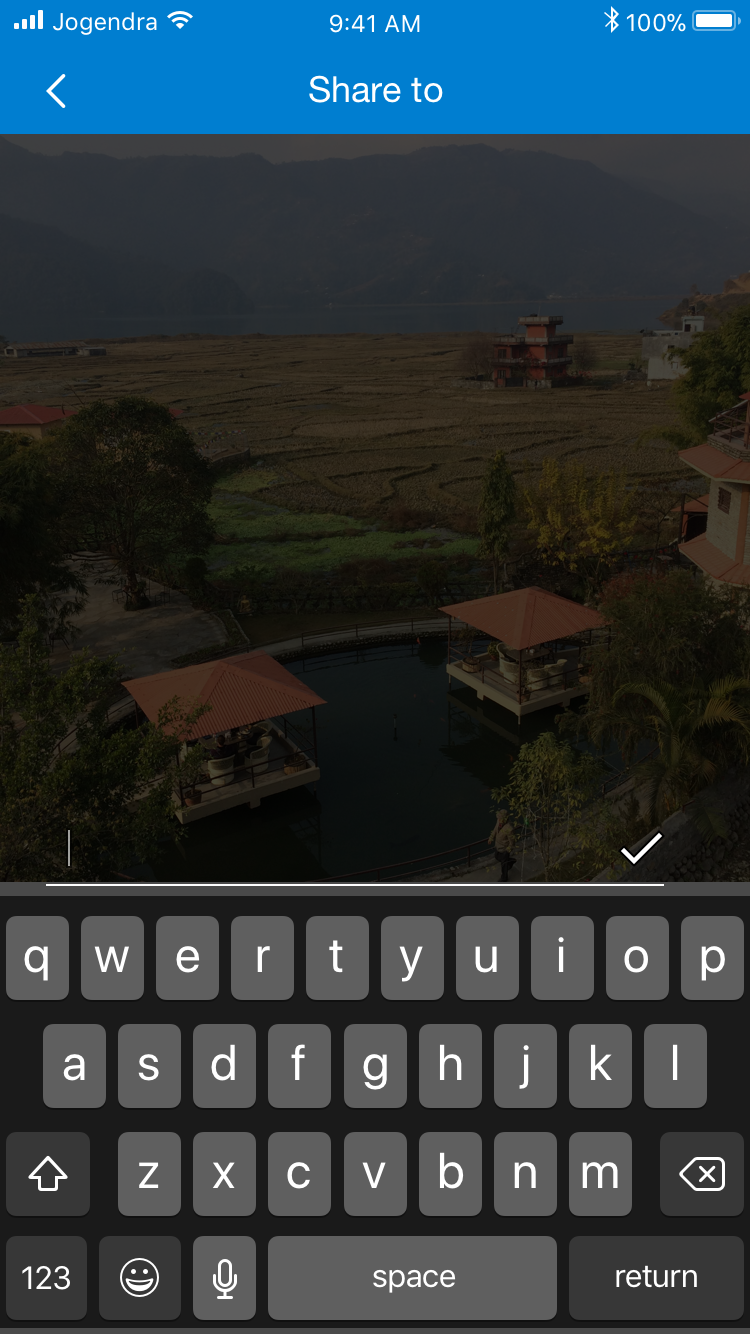 Jogendra 9:41 AM 100%
Share to
q w e r t y u i o p
a s d f g h j k l
z x c v b n m
123 space return